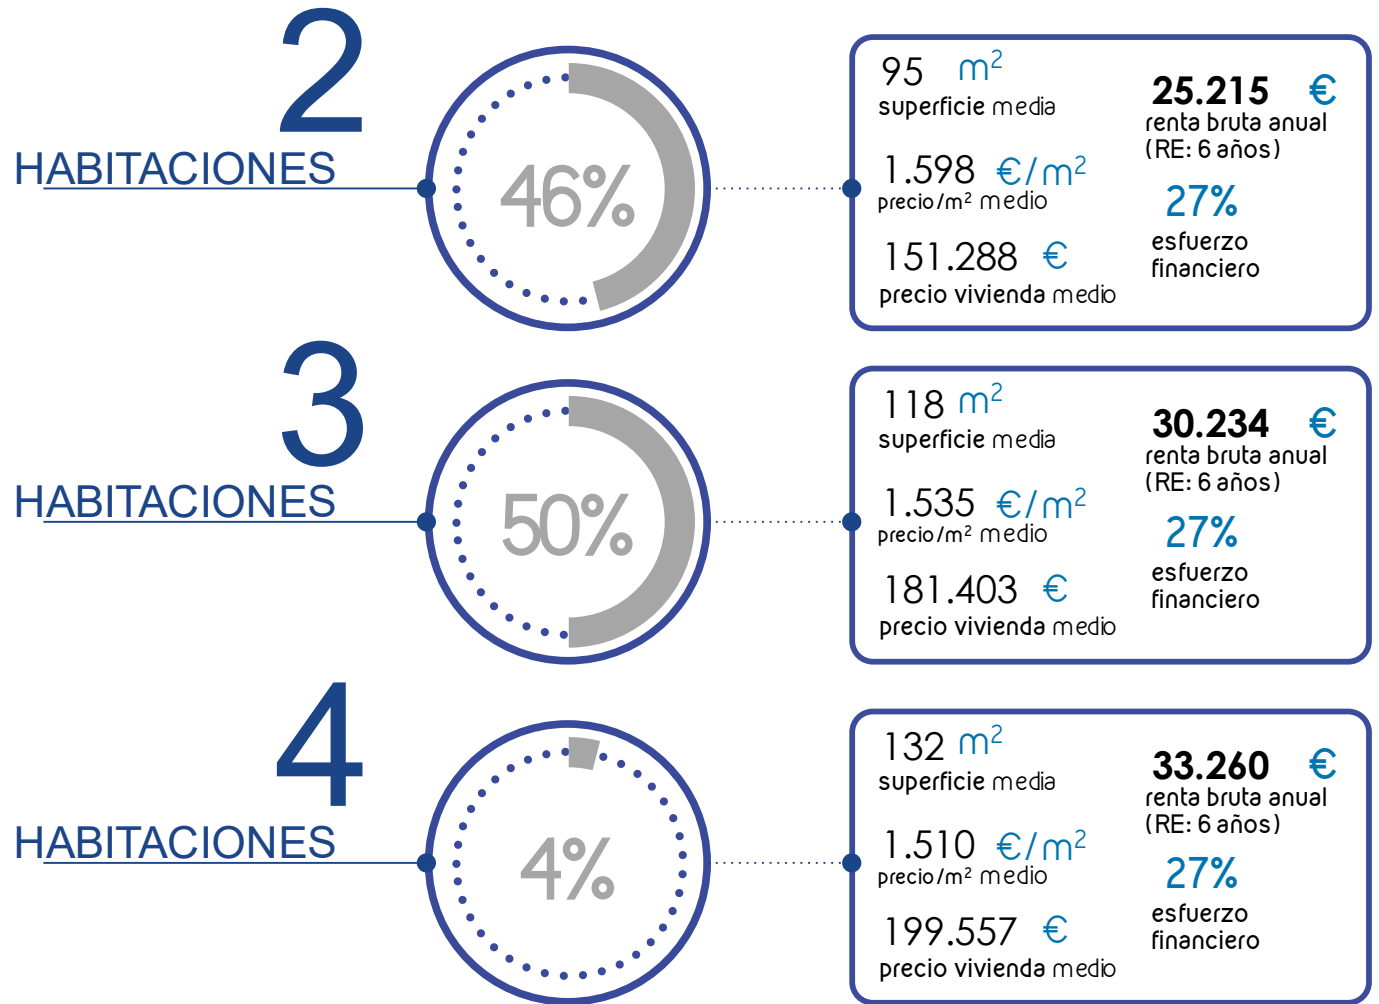 2
HABITACIONES
46%
95 m²
superficie media
1.598 €/m²
precio/m² medio
151.288 €
precio vivienda medio
25.215 €
renta bruta anual
(RE: 6 años)
27%
esfuerzo
financiero
3
HABITACIONES
50%
118 m²
superficie media
1.535 €/m²
precio/m² medio
181.403 €
precio vivienda medio
30.234 €
renta bruta anual
(RE: 6 años)
27%
esfuerzo
financiero
4
HABITACIONES
4%
132 m²
superficie media
1.510 €/m²
precio/m² medio
199.557 €
precio vivienda medio
33.260 €
renta bruta anual
(RE: 6 años)
27%
esfuerzo
financiero